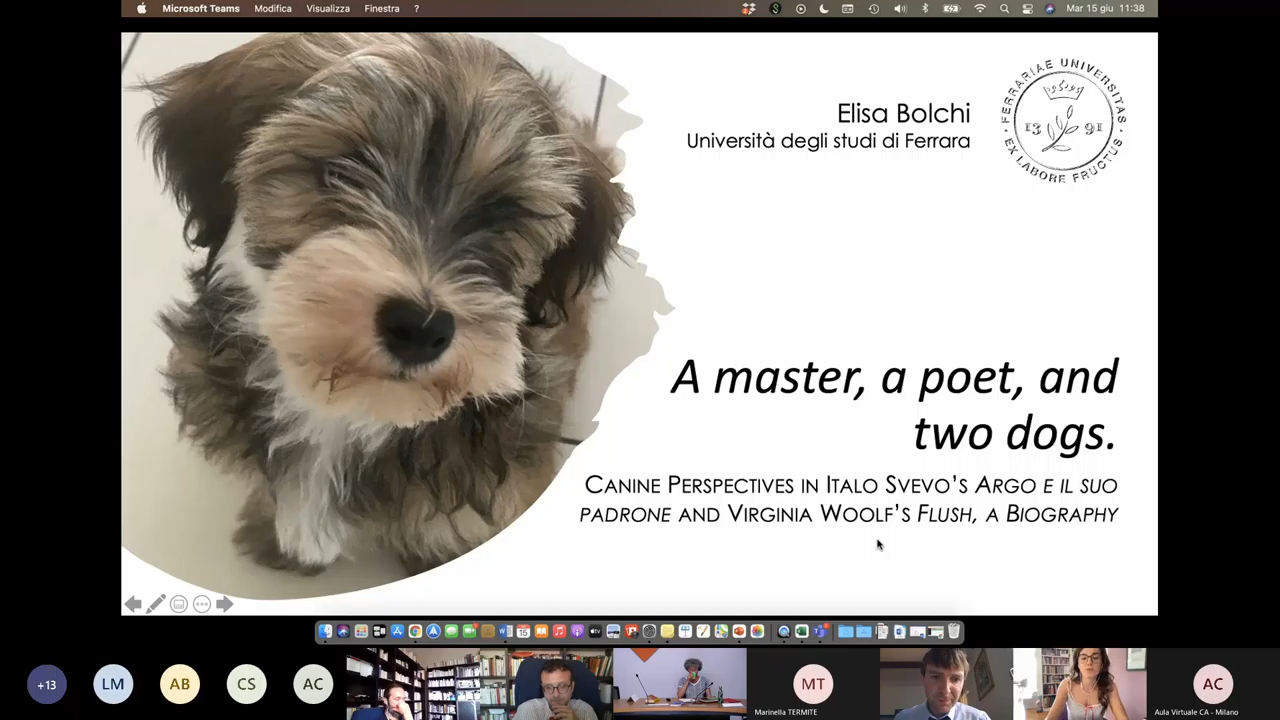 Microsoft Teams Modifica Visualizza Finestra ? Mar 15 giu 11:38
Elisa Bolchi
Università degli studi di Ferrara
FERRARIAE UNIVERSITAS
13 91
EX LABORE FRUCTUS
A master, a poet, and
two dogs.
CANINE PERSPECTIVES IN ITALO SVEVO'S ARGO E IL SUO
PADRONE AND VIRGINIA WOOLF'S FLUSH, A BIOGRAPHY
+13 LM AB CS AC MT AC
Marinella TERMITE
Aula Virtuale CA - Milano